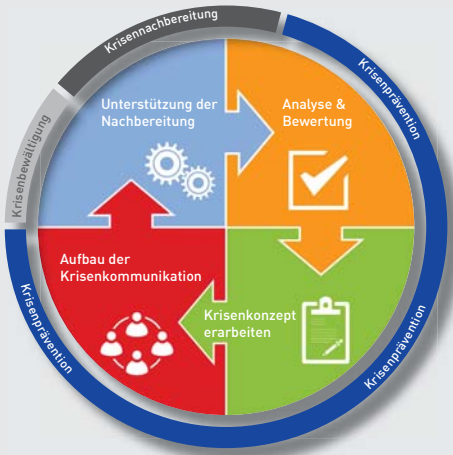 Krisennachbereitung
Krisenprävention
Unterstützung der
Nachbereitung
Analyse &
Bewertung
Krisenbewältigung
Aufbau der
Krisenkommunikation
Krisenkonzept
erarbeiten
Krisenprävention
Krisenprävention